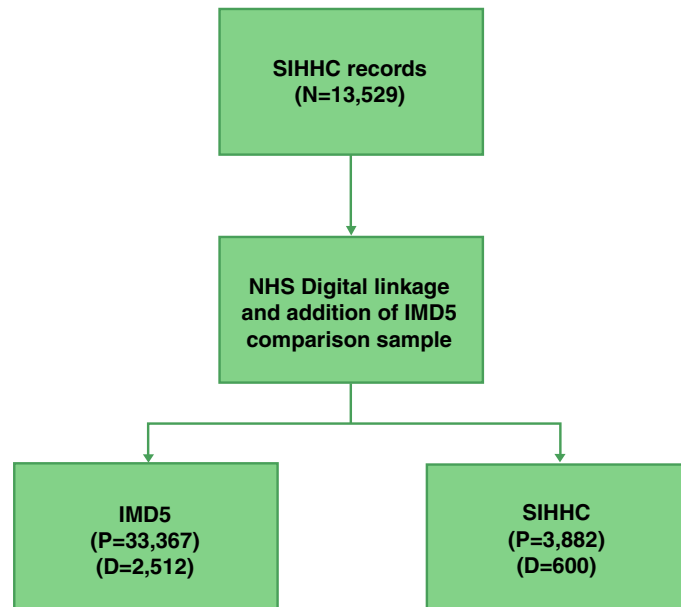 SIHHC records
(N=13,529)
NHS Digital linkage
and addition of IMD5
comparison sample
IMD5
(P=33,367)
(D=2,512)
SIHHC
(P=3,882)
(D=600)